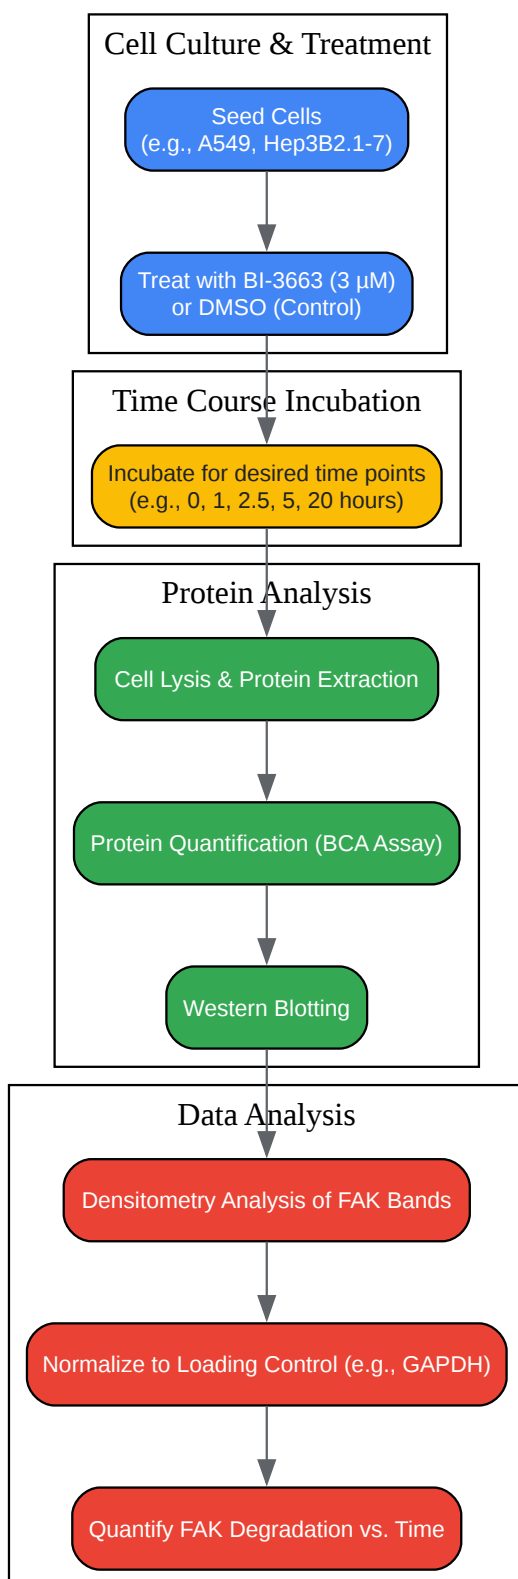 Cell Culture & Treatment
Seed Cells
(e.g., A549, Hep3B2.1-7)
Treat with BI-3663 (3 µM)
or DMSO (Control)
Time Course Incubation
Incubate for desired time points
(e.g., 0, 1, 2.5, 5, 20 hours)
Protein Analysis
Cell Lysis & Protein Extraction
Protein Quantification (BCA Assay)
Western Blotting
Data Analysis
Densitometry Analysis of FAK Bands
Normalize to Loading Control (e.g., GAPDH)
Quantify FAK Degradation vs. Time